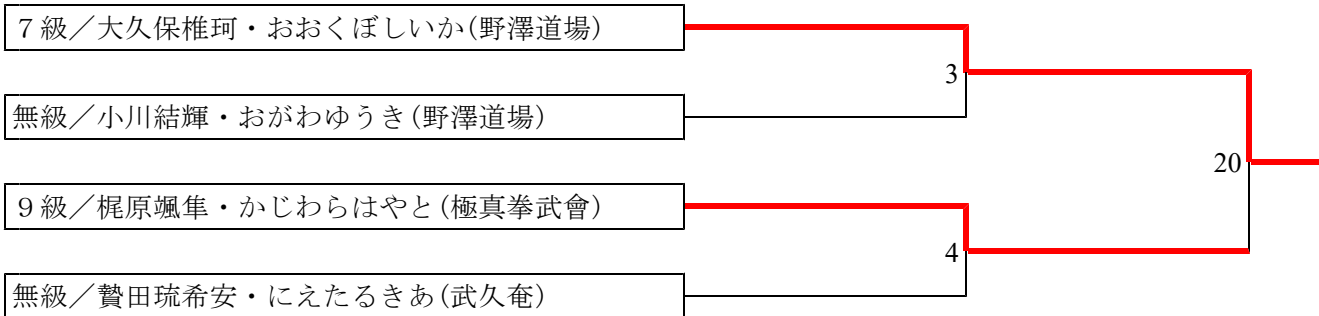 ７級／大久保椎珂・おおくぼしいか(野澤道場)
3
無級／小川結輝・おがわゆうき(野澤道場)
20
９級／梶原颯隼・かじわらはやと(極真拳武會)
4
無級／贄田琉希安・にえたるきあ(武久奄)